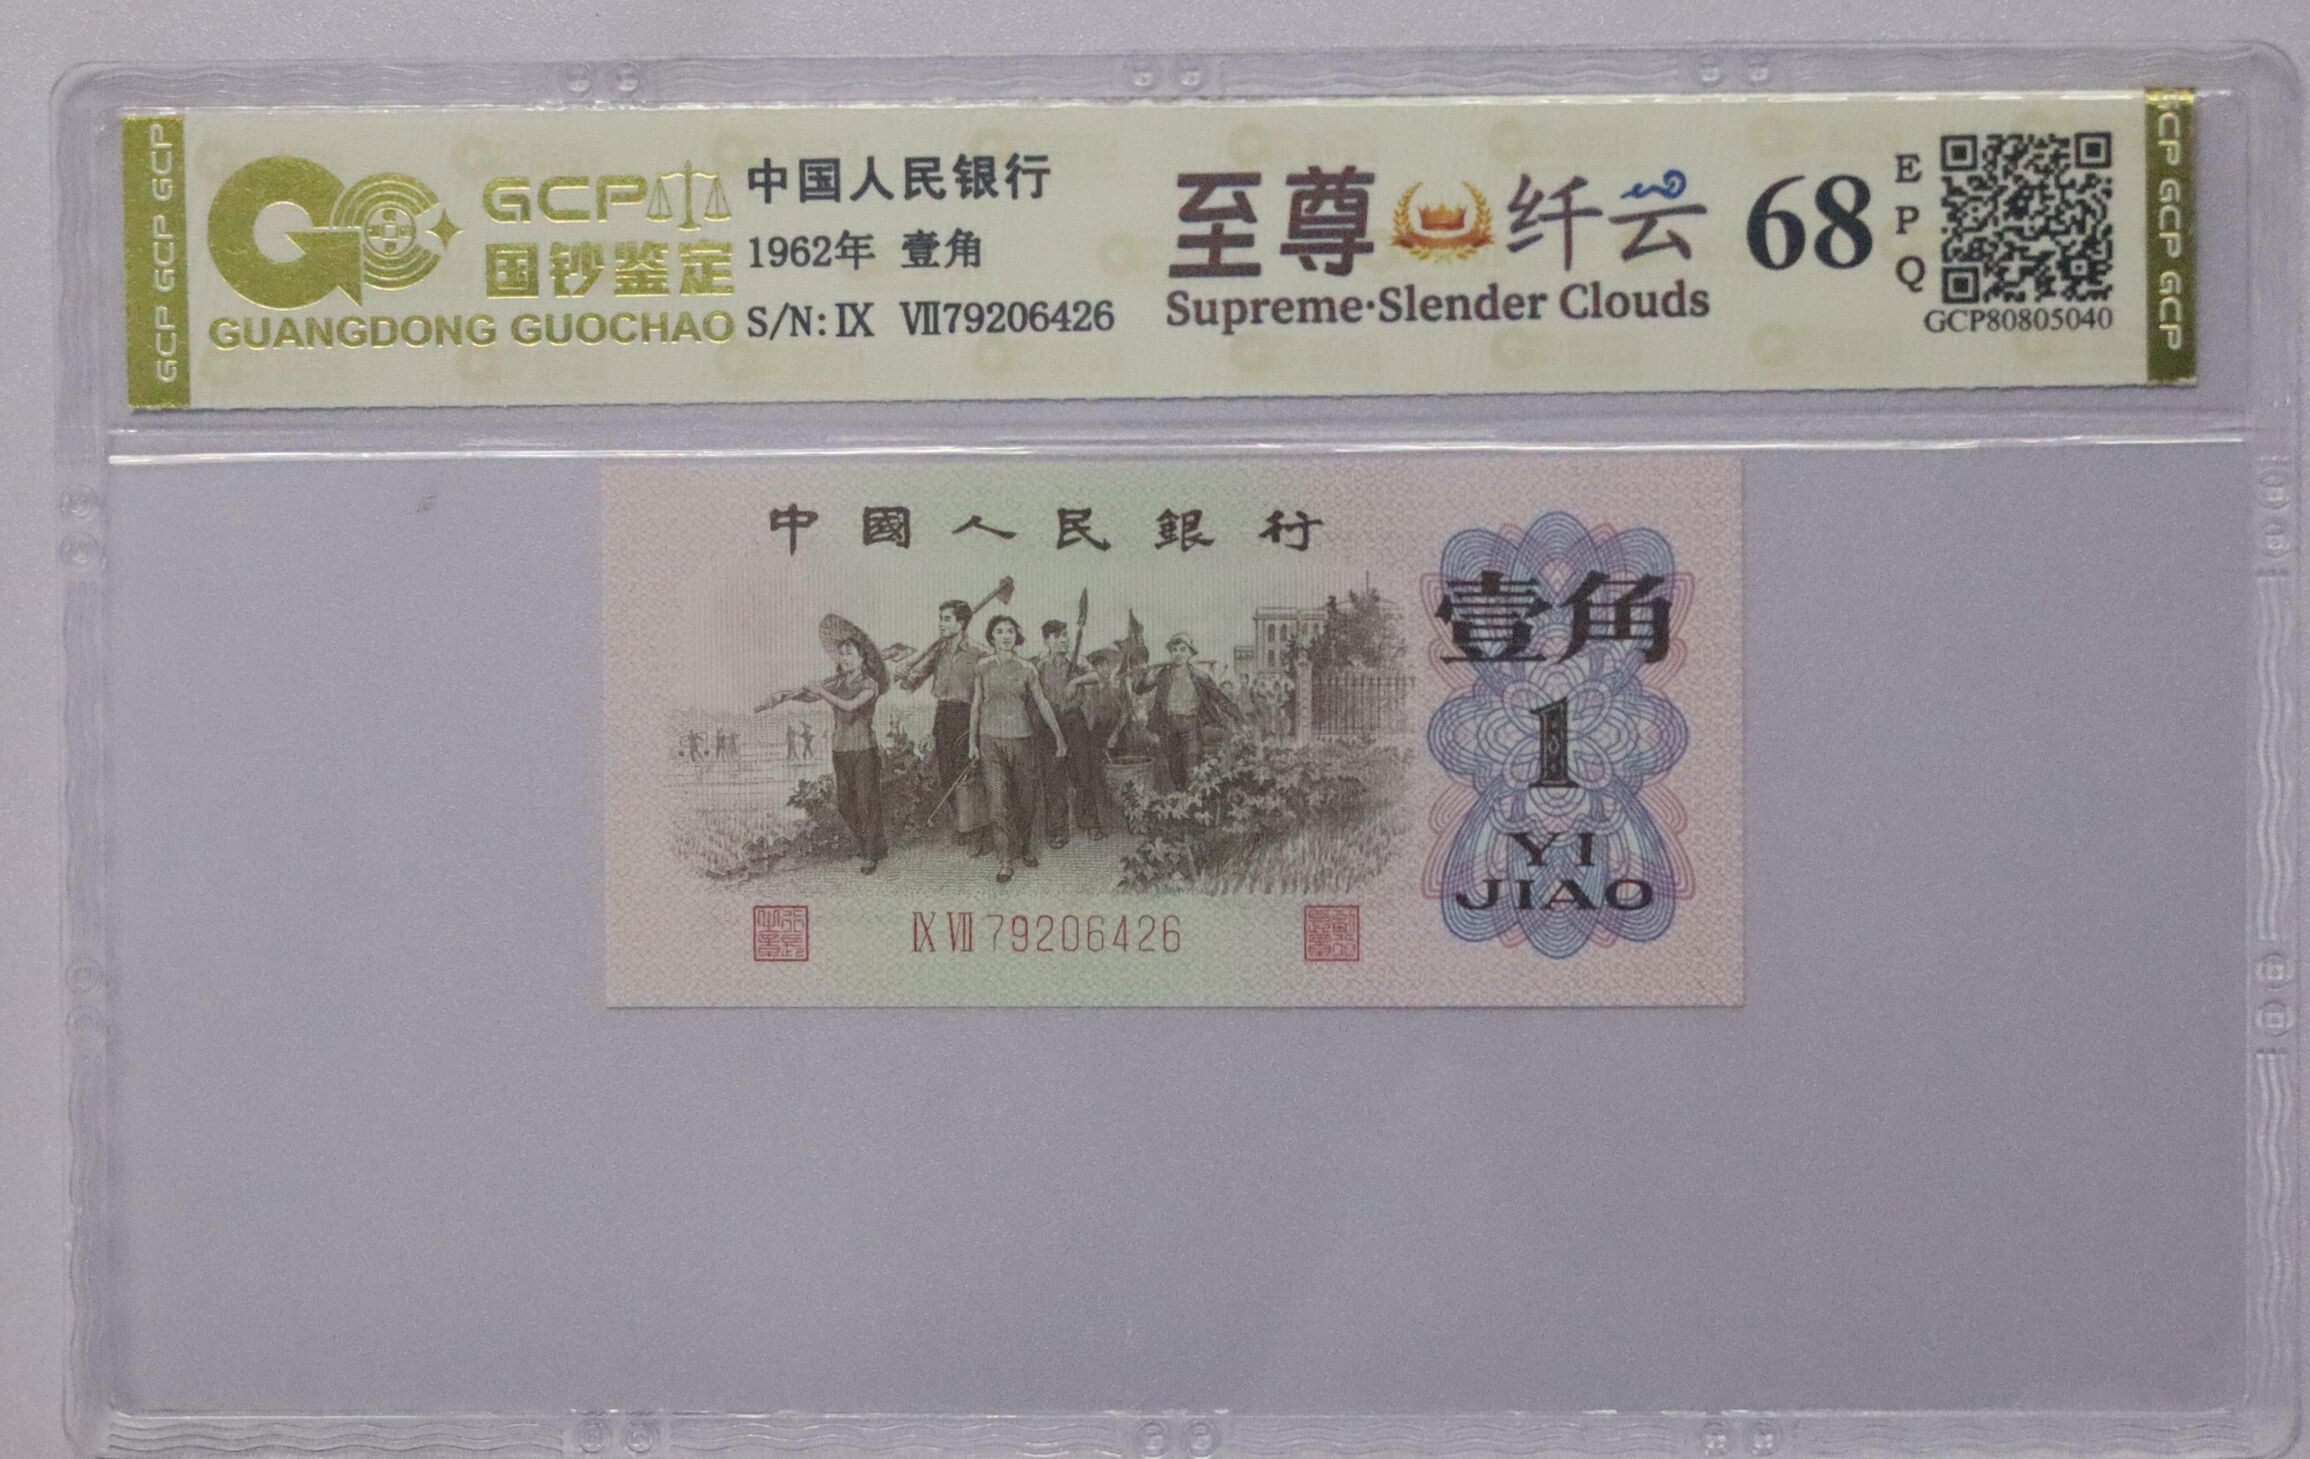 GCP GCP GCP
GCP
国钞鉴定
GUANGDONG GUOCHAO
中国人民银行
1962年 壹角
S/N: IX VII79206426
至尊 纤云
Supreme·Slender Clouds
68
EPQ
GCP80805040
GCP GCP GCP
中國人民銀行
壹角
1
YI
JIAO
IX VII 79206426